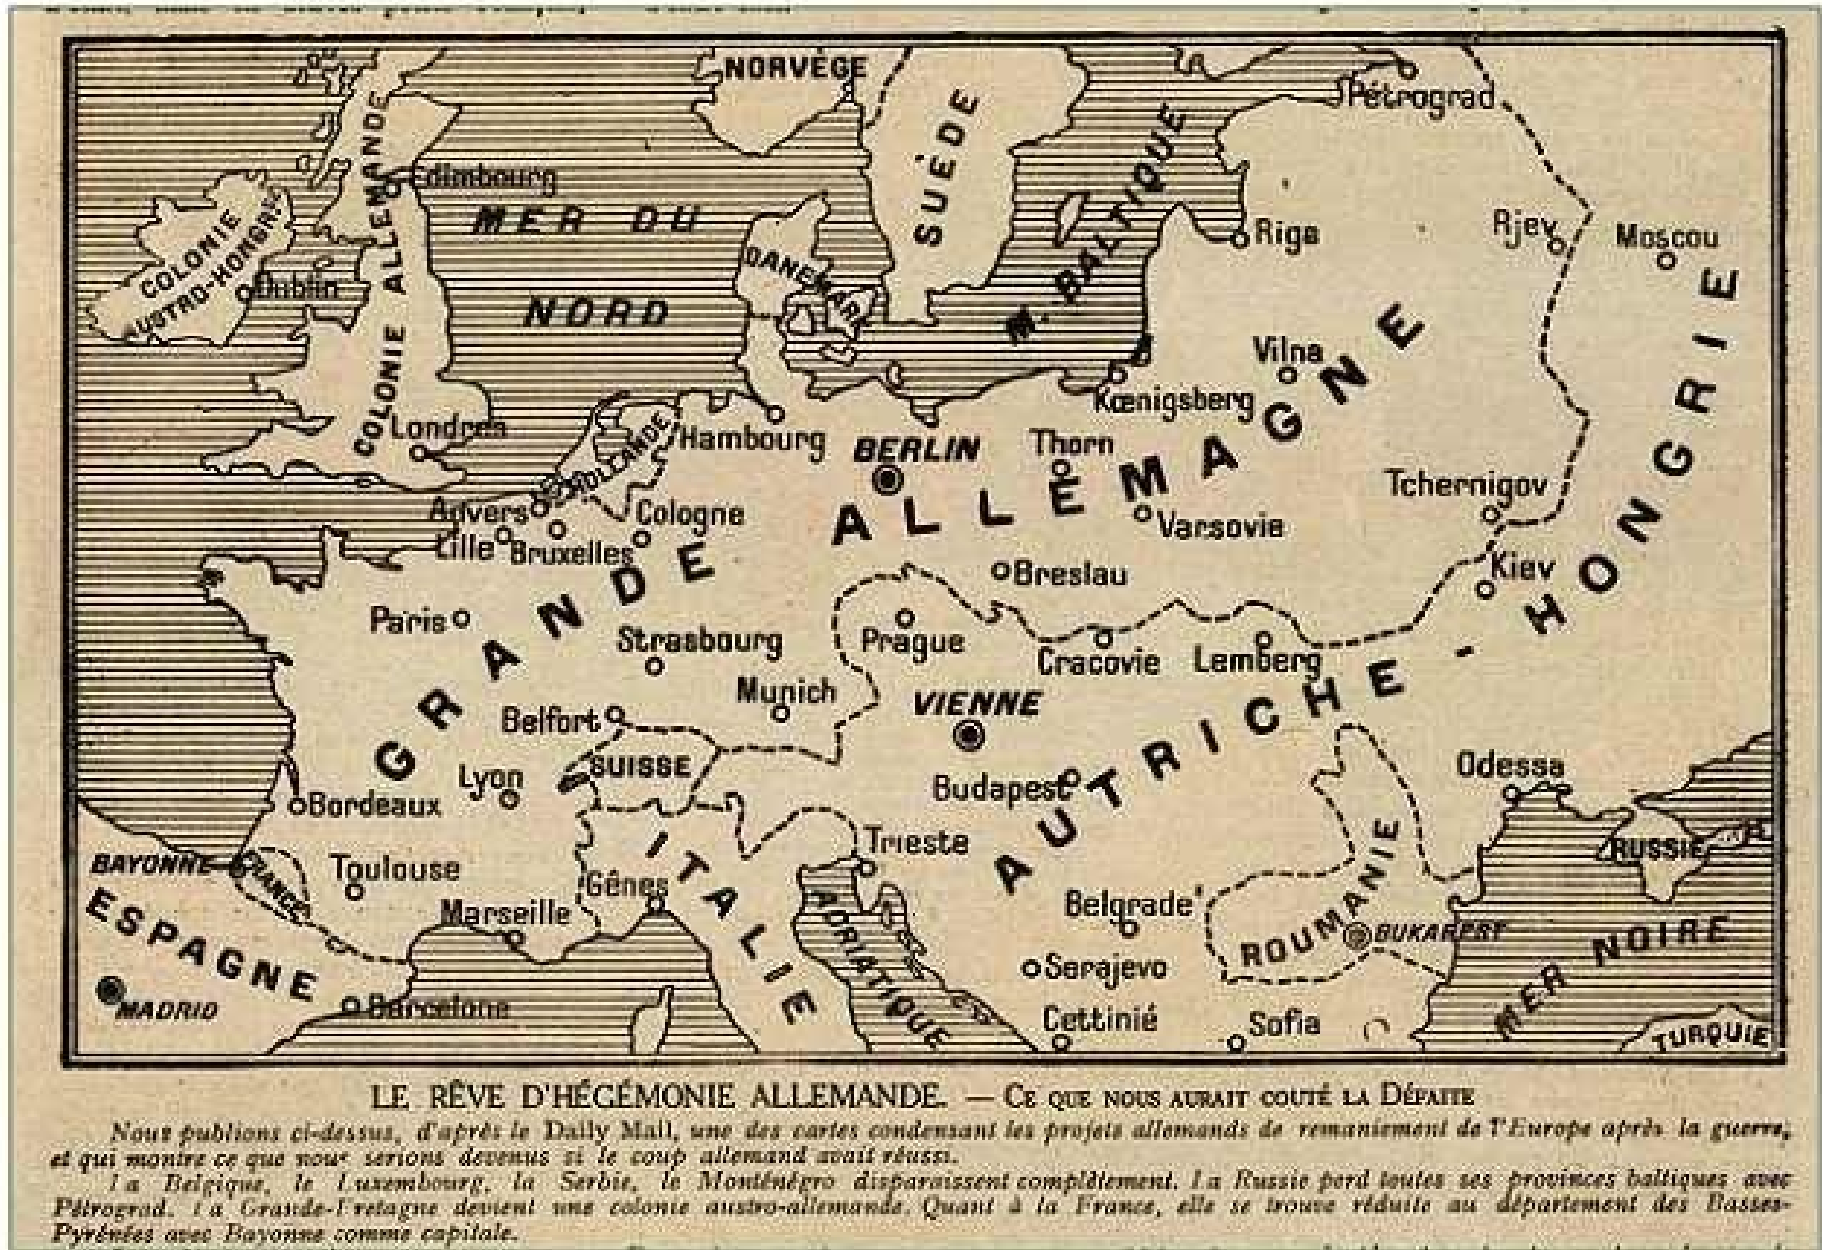 NORVÈGE
SUÉDE
Pétrograd
COLONIE ALLEMANDE
Edimbourg
MER DU
NORD
M. BALTIQUE
Riga
Rjev
Moscou
COLONIE
AUSTRO-HONGRIE
Dublin
DANEMARK
Vilna
Kœnigsberg
Londres
HOLLANDE
Hambourg
BERLIN
Thorn
GRANDE ALLEMAGNE
Tchernigov
Advers
Cologne
Varsovie
Lille
Bruxelles
Breslau
Kiev
Paris
Strasbourg
Prague
Cracovie
Lemberg
AUTRICHE-HONGRIE
Munich
VIENNE
Belfort
SUISSE
Lyon
Budapest
Odessa
Bordeaux
Trieste
RUSSIE
BAYONNE
FRANCE
Toulouse
Gênes
ITALIE
Belgrade
ROUMANIE
BUKAREST
ESPAGNE
Marseille
ADRIATIQUE
MER NOIRE
Serajevo
MADRID
Barcelone
Cettinié
Sofia
TURQUIE
LE RÊVE D'HÉGÉMONIE ALLEMANDE. — CE QUE NOUS AURAIT COUTÉ LA DÉFAITE
Nous publions ci-dessus, d'après le Daily Mail, une des cartes condensant les projets allemands de remaniement de l'Europe après la guerre,
et qui montre ce que nous serions devenus si le coup allemand avait réussi.
La Belgique, le Luxembourg, la Serbie, le Monténégro disparaissent complètement. La Russie perd toutes ses provinces baltiques avec
Pétrograd. La Grande-Bretagne devient une colonie austro-allemande. Quant à la France, elle se trouve réduite au département des Basses-
Pyrénées avec Bayonne comme capitale.